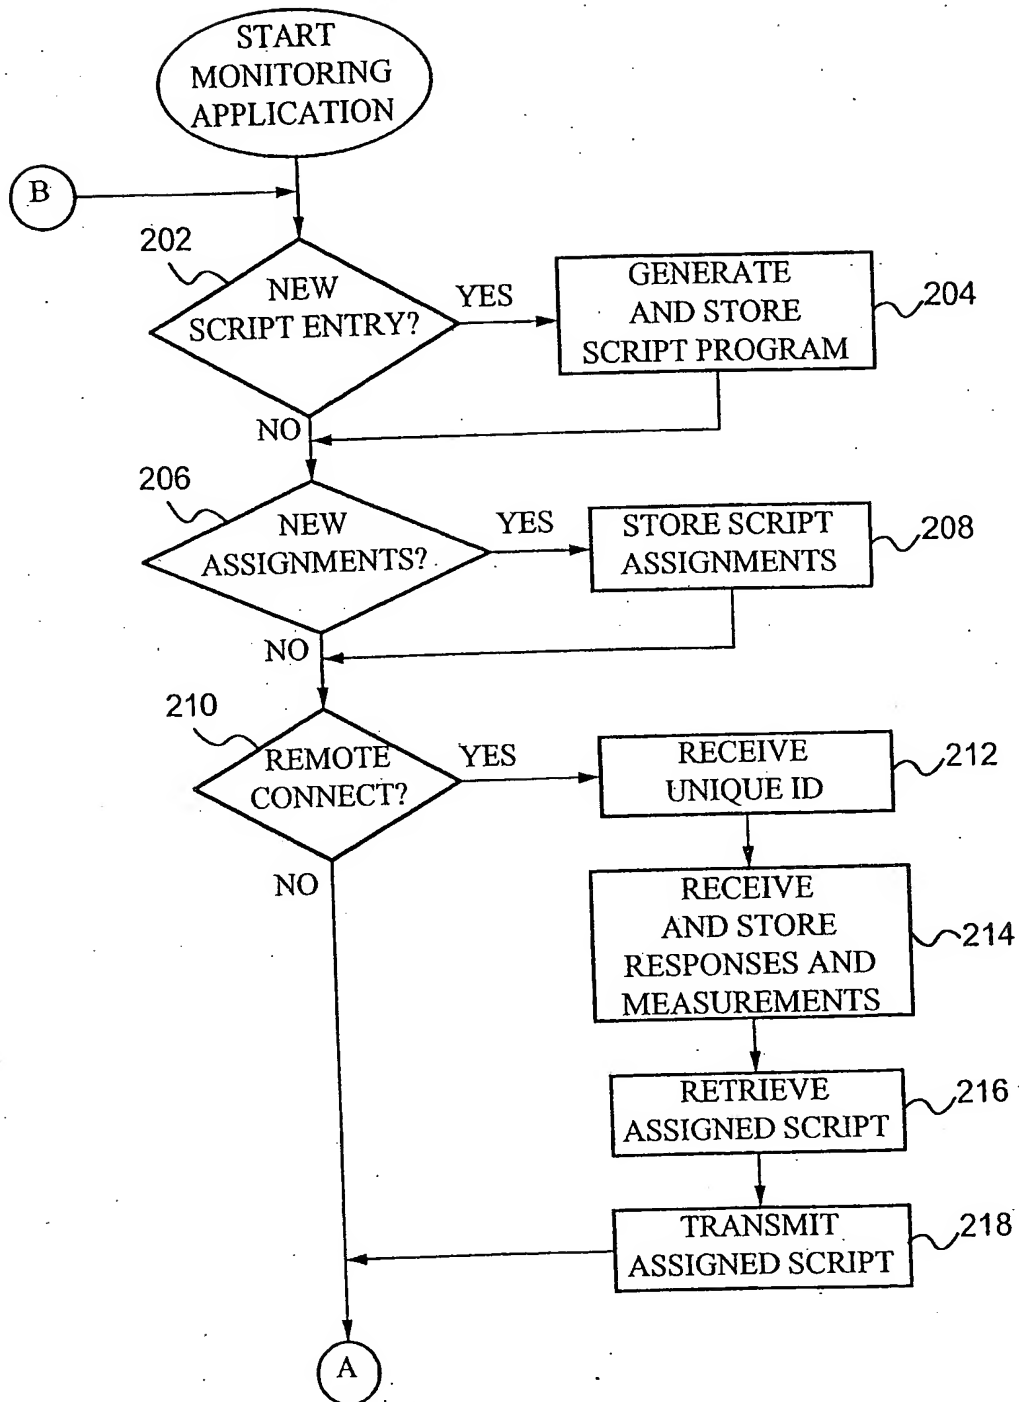 START
MONITORING
APPLICATION
B
202
NEW
SCRIPT ENTRY?
YES
GENERATE
AND STORE
SCRIPT PROGRAM
204
NO
206
NEW
ASSIGNMENTS?
YES
STORE SCRIPT
ASSIGNMENTS
208
NO
210
REMOTE
CONNECT?
YES
RECEIVE
UNIQUE ID
212
NO
RECEIVE
AND STORE
RESPONSES AND
MEASUREMENTS
214
RETRIEVE
ASSIGNED SCRIPT
216
TRANSMIT
ASSIGNED SCRIPT
218
A